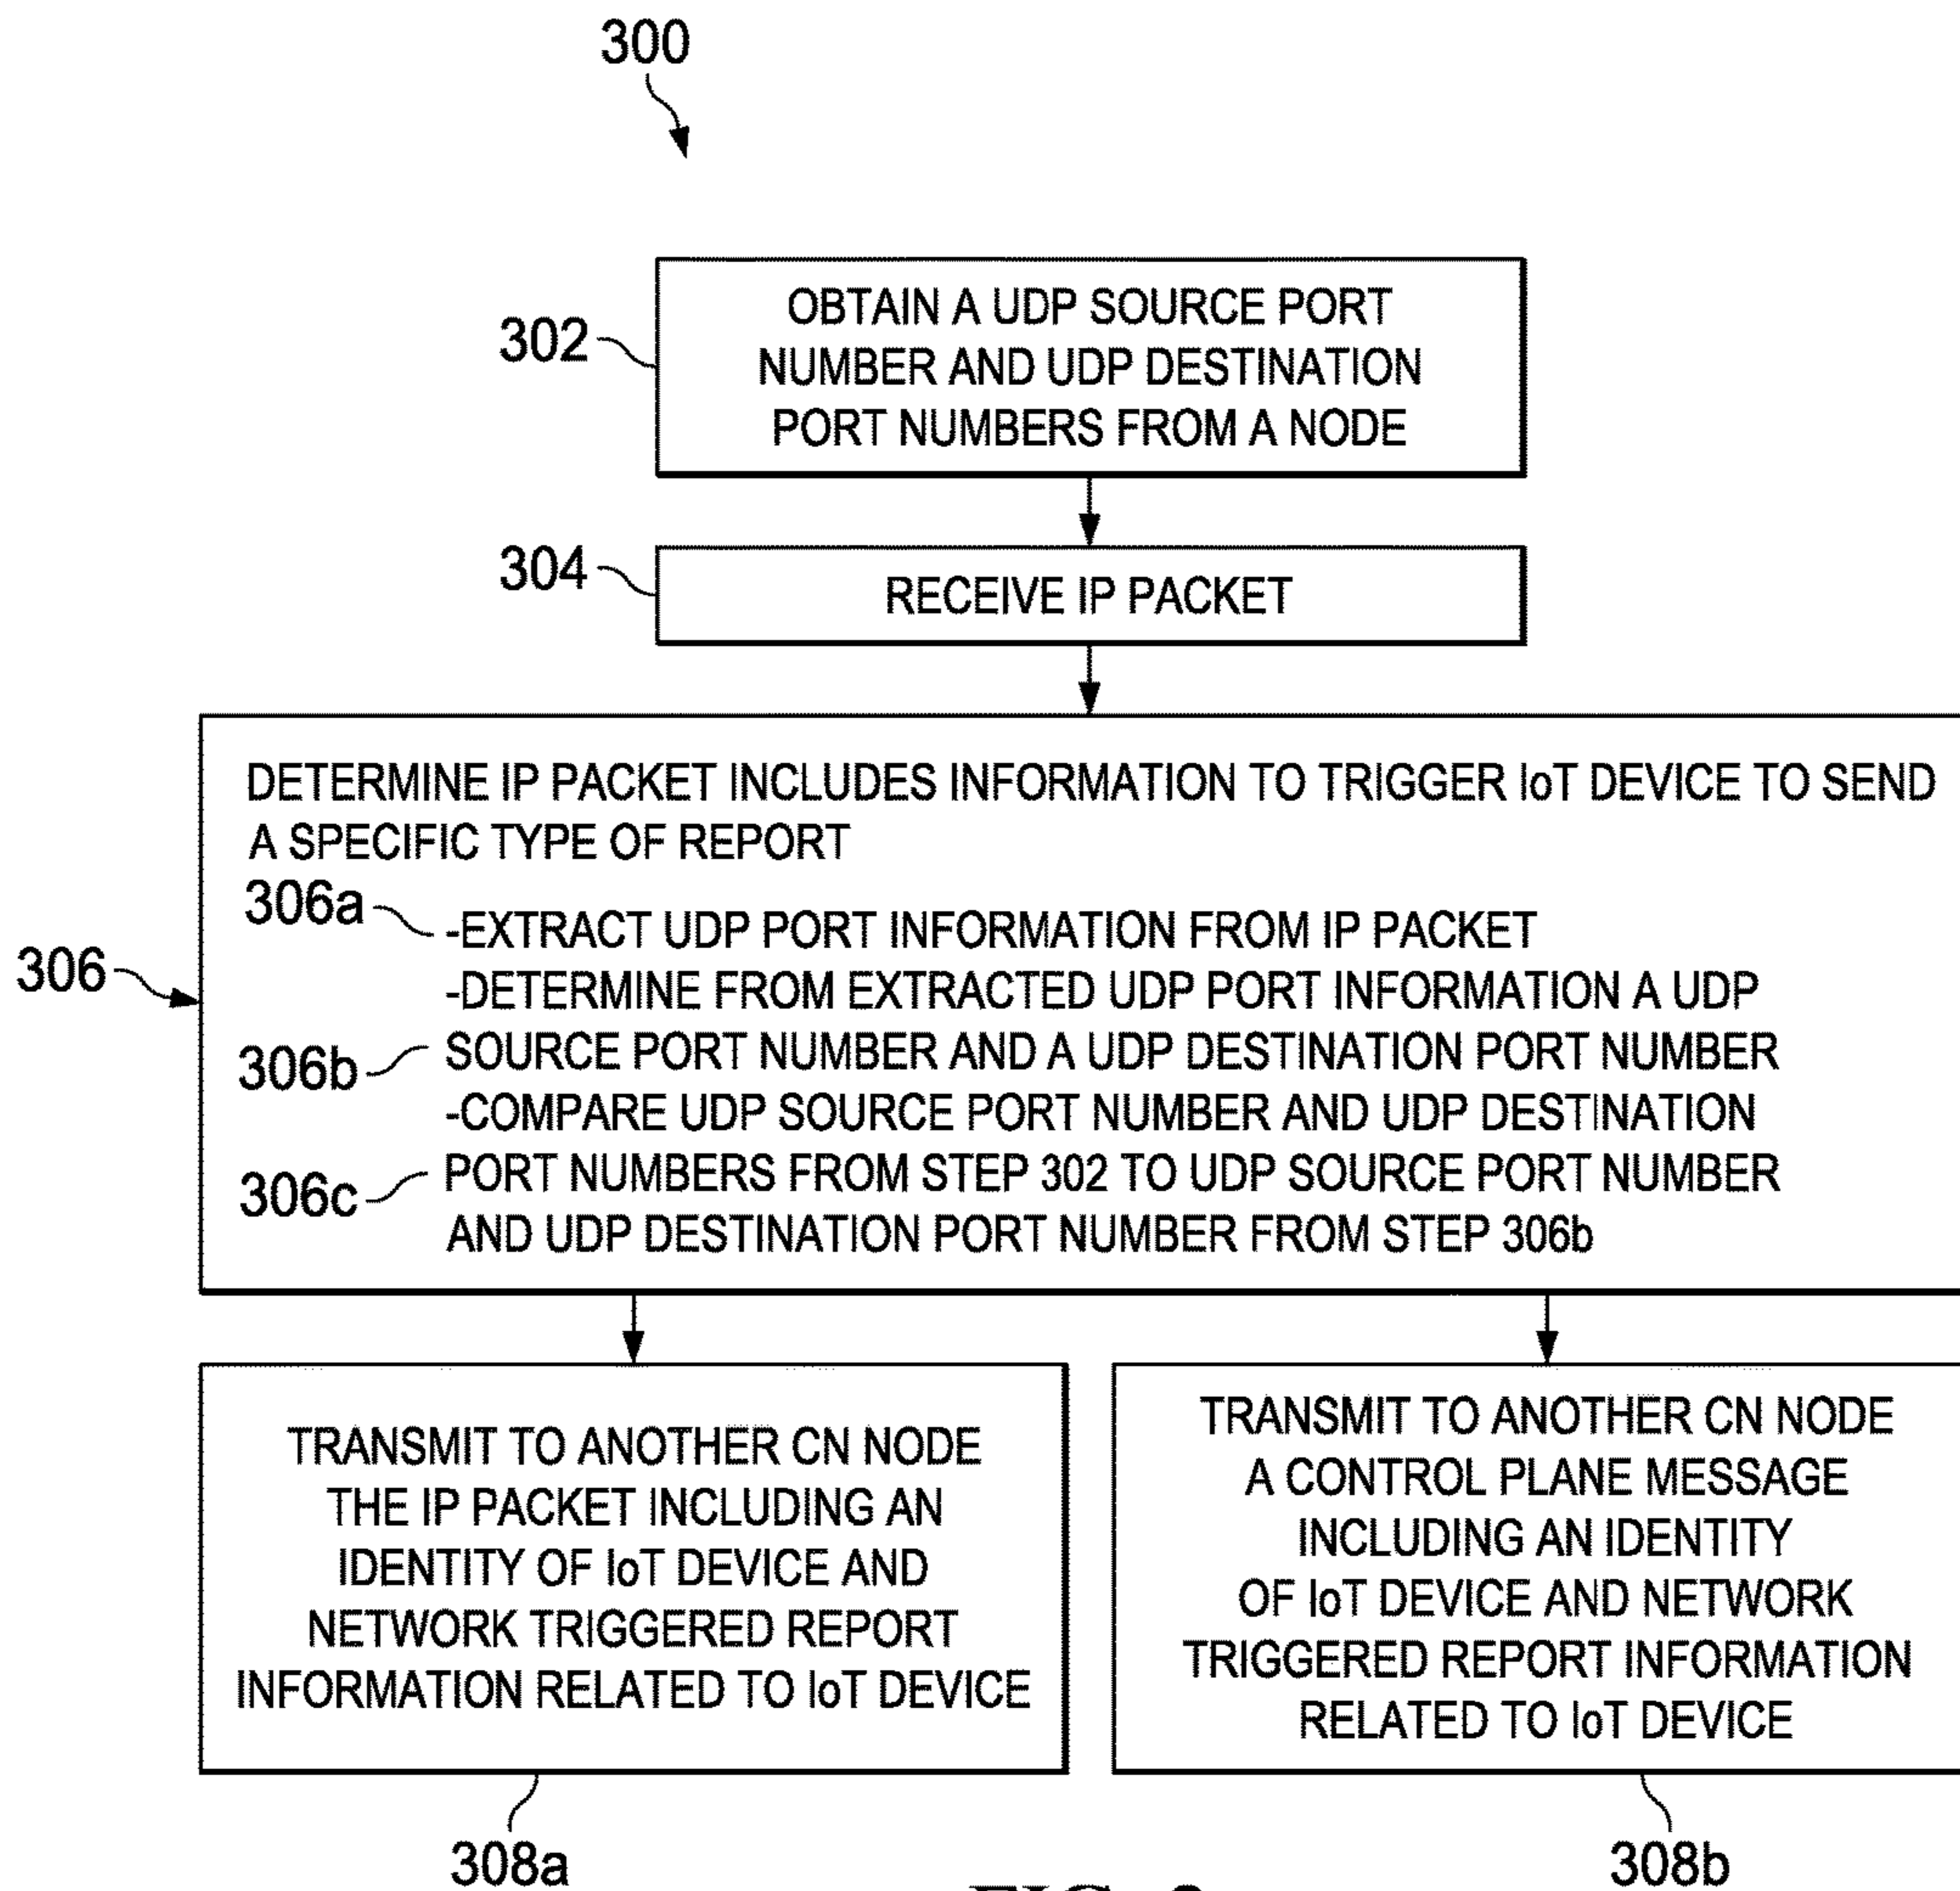 300
302
OBTAIN A UDP SOURCE PORT
NUMBER AND UDP DESTINATION
PORT NUMBERS FROM A NODE
304
RECEIVE IP PACKET
306
DETERMINE IP PACKET INCLUDES INFORMATION TO TRIGGER IoT DEVICE TO SEND
A SPECIFIC TYPE OF REPORT
306a
-EXTRACT UDP PORT INFORMATION FROM IP PACKET
-DETERMINE FROM EXTRACTED UDP PORT INFORMATION A UDP
306b
SOURCE PORT NUMBER AND A UDP DESTINATION PORT NUMBER
-COMPARE UDP SOURCE PORT NUMBER AND UDP DESTINATION
306c
PORT NUMBERS FROM STEP 302 TO UDP SOURCE PORT NUMBER
AND UDP DESTINATION PORT NUMBER FROM STEP 306b
TRANSMIT TO ANOTHER CN NODE
THE IP PACKET INCLUDING AN
IDENTITY OF IoT DEVICE AND
NETWORK TRIGGERED REPORT
INFORMATION RELATED TO IoT DEVICE
308a
TRANSMIT TO ANOTHER CN NODE
A CONTROL PLANE MESSAGE
INCLUDING AN IDENTITY
OF IoT DEVICE AND NETWORK
TRIGGERED REPORT INFORMATION
RELATED TO IoT DEVICE
308b